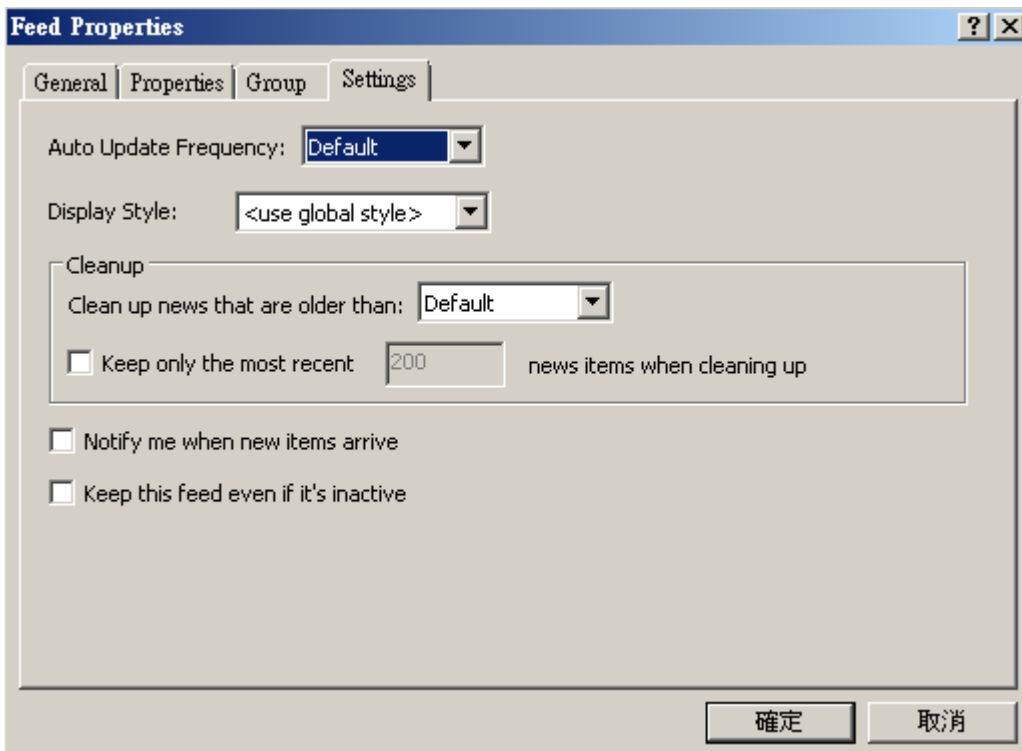 Feed Properties
General Properties Group Settings
Auto Update Frequency: Default
Display Style: <use global style>
Cleanup
Clean up news that are older than: Default
Keep only the most recent 200 news items when cleaning up
Notify me when new items arrive
Keep this feed even if it's inactive
確定 取消